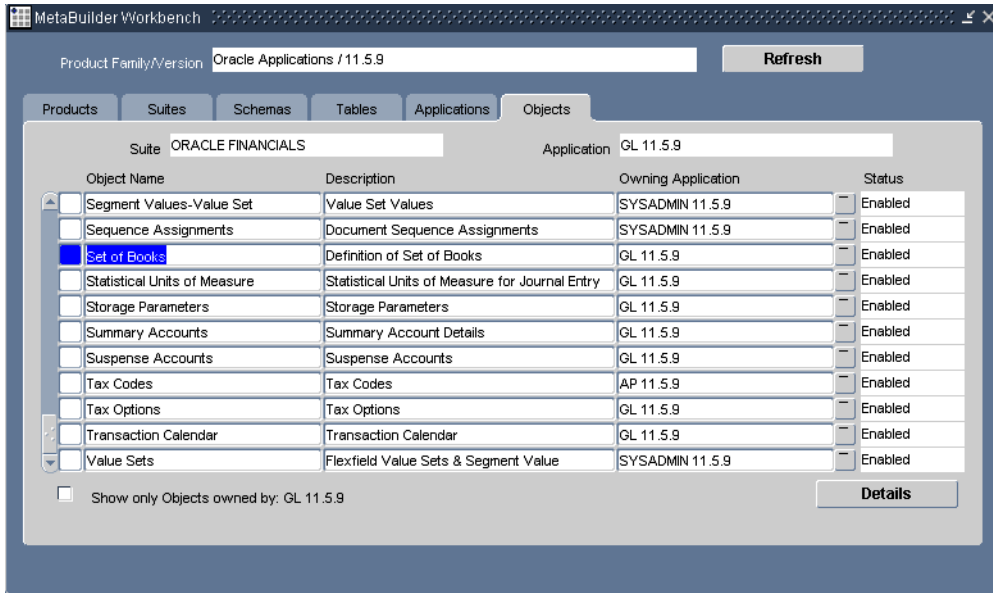 MetaBuilder Workbench
Product Family/Version Oracle Applications / 11.5.9 Refresh
Products Suites Schemas Tables Applications Objects
Suite ORACLE FINANCIALS Application GL 11.5.9
Object Name Description Owning Application Status
Segment Values-Value Set Value Set Values SYSADMIN 11.5.9 Enabled
Sequence Assignments Document Sequence Assignments SYSADMIN 11.5.9 Enabled
Set of Books Definition of Set of Books GL 11.5.9 Enabled
Statistical Units of Measure Statistical Units of Measure for Journal Entry GL 11.5.9 Enabled
Storage Parameters Storage Parameters GL 11.5.9 Enabled
Summary Accounts Summary Account Details GL 11.5.9 Enabled
Suspense Accounts Suspense Accounts GL 11.5.9 Enabled
Tax Codes Tax Codes AP 11.5.9 Enabled
Tax Options Tax Options GL 11.5.9 Enabled
Transaction Calendar Transaction Calendar GL 11.5.9 Enabled
Value Sets Flexfield Value Sets & Segment Value SYSADMIN 11.5.9 Enabled
Show only Objects owned by: GL 11.5.9 Details